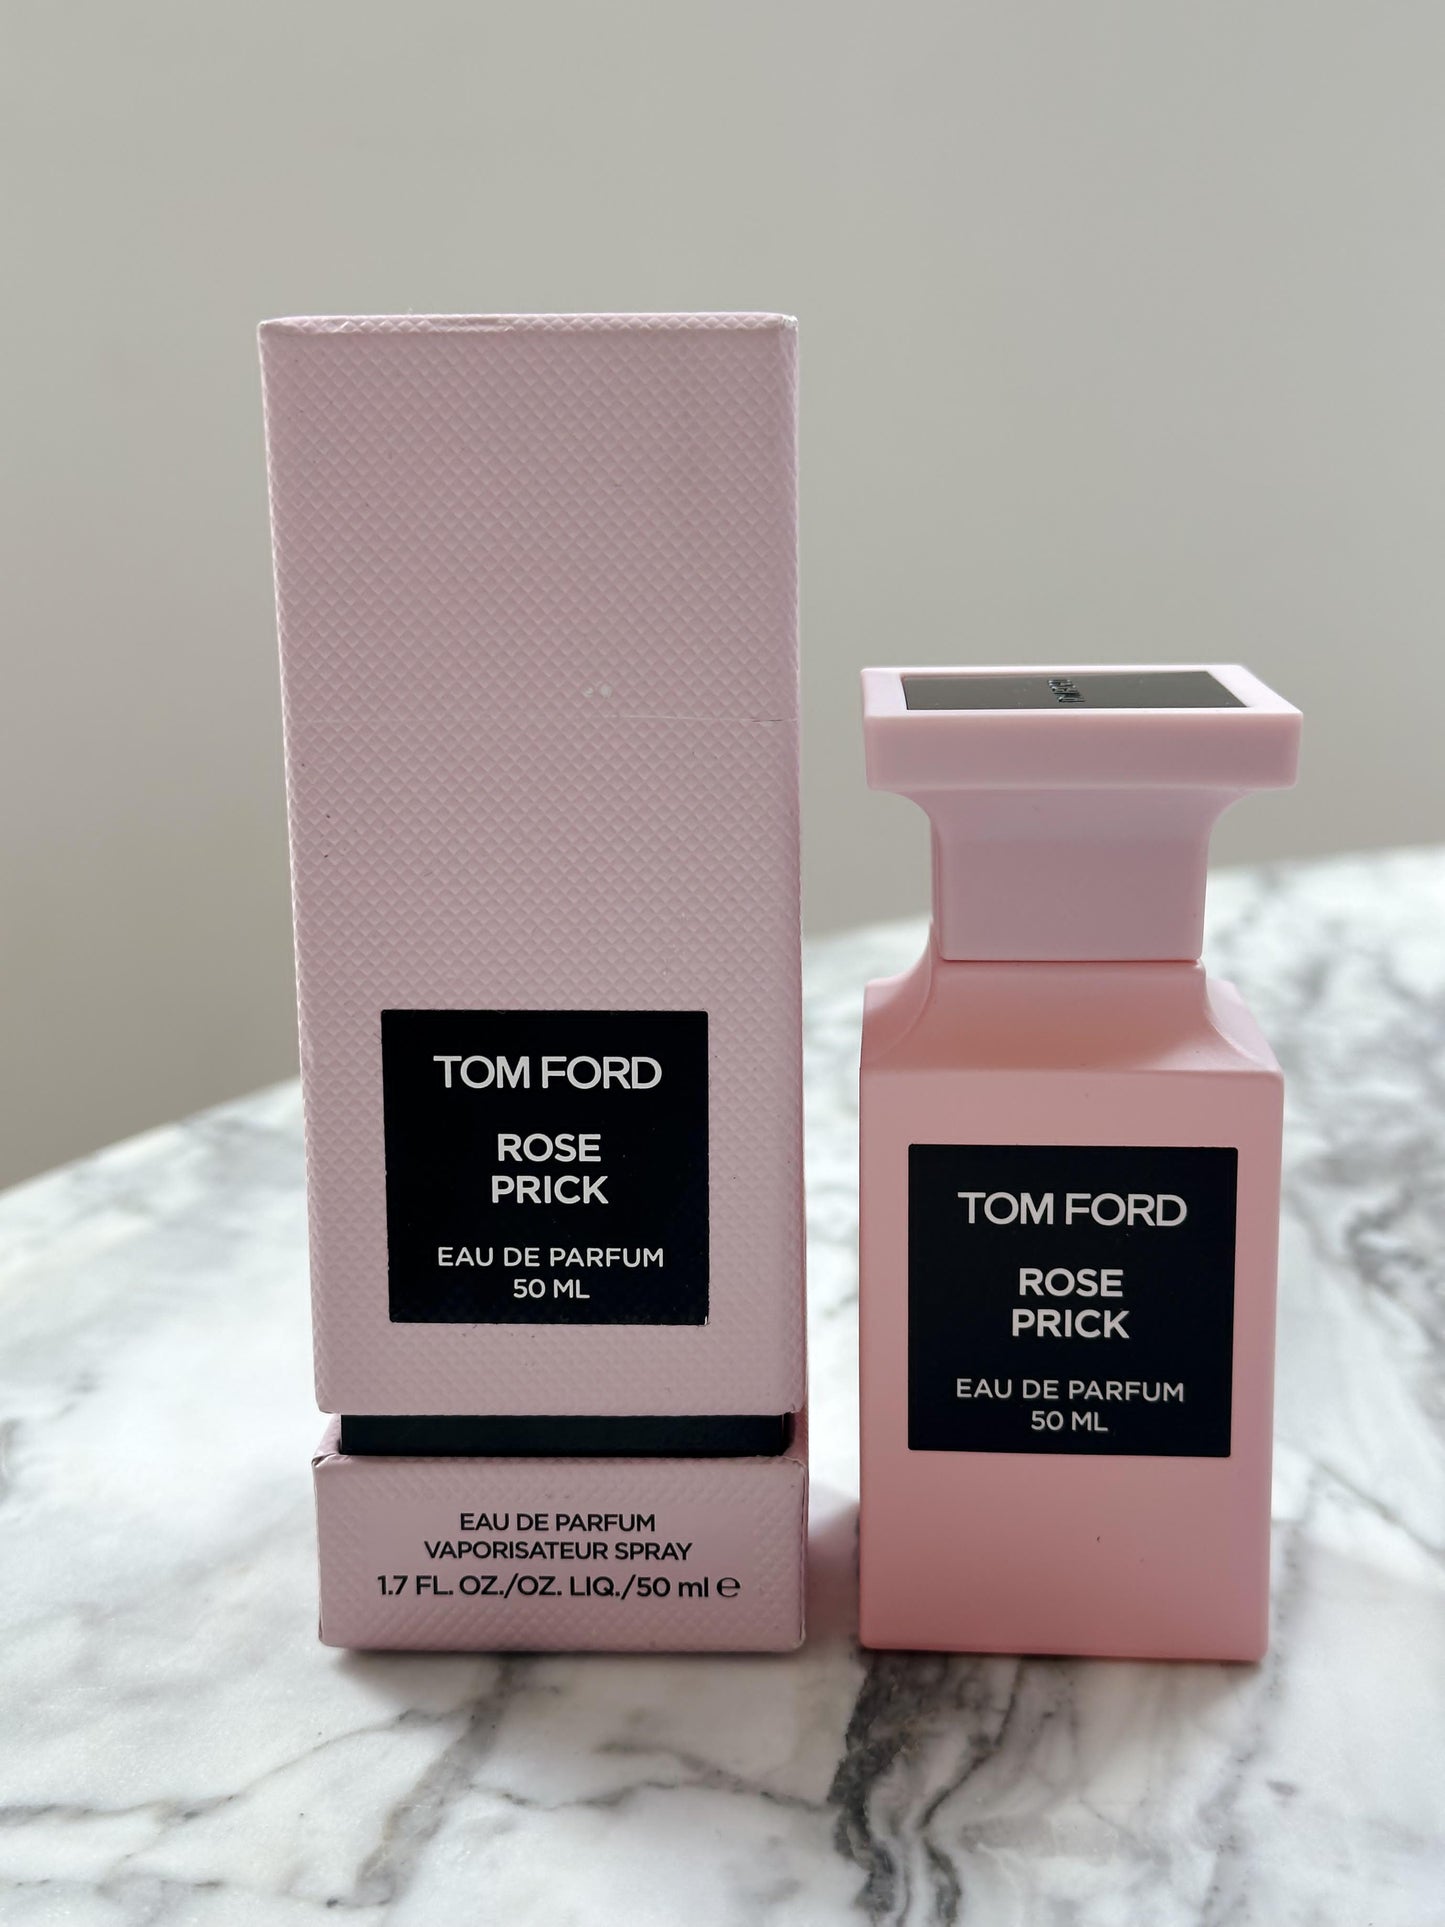 TOM FORD
ROSE
PRICK
EAU DE PARFUM
50 ML
EAU DE PARFUM
VAPORISATEUR SPRAY
1.7 FL. OZ./OZ. LIQ./50 ml ℮
TOM FORD
ROSE
PRICK
EAU DE PARFUM
50 ML